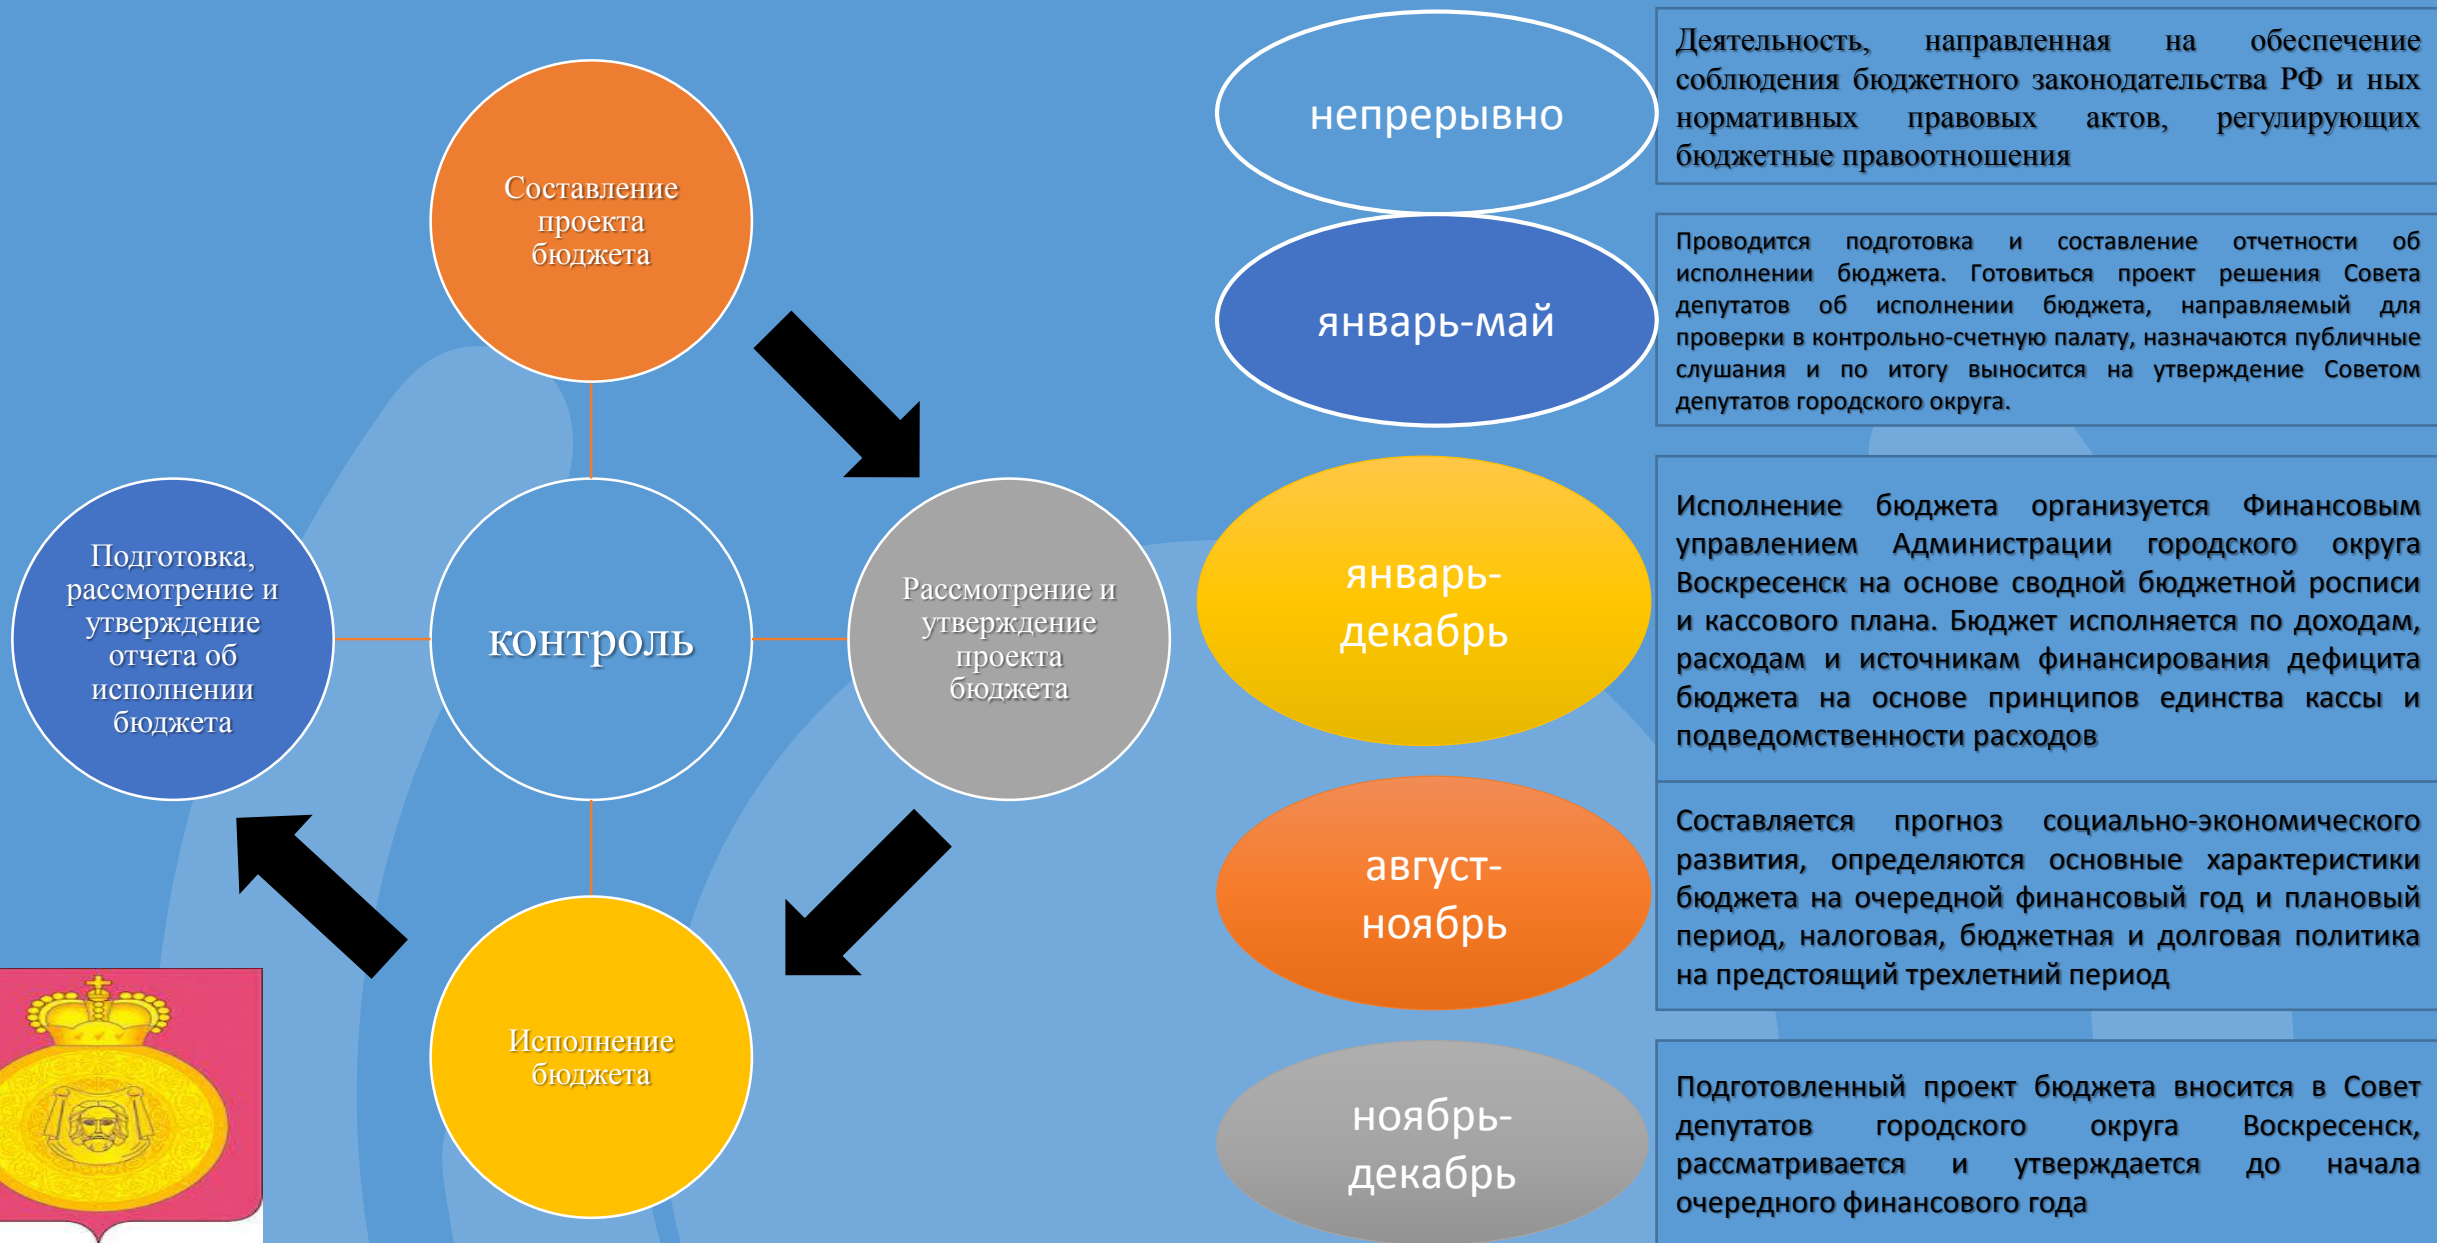 Составление
проекта
бюджета
Подготовка,
рассмотрение и
утверждение
отчета об
исполнении
бюджета
контроль
Рассмотрение и
утверждение
проекта
бюджета
Исполнение
бюджета
непрерывно
Деятельность, направленная на обеспечение
соблюдения бюджетного законодательства РФ и ных
нормативных правовых актов, регулирующих
бюджетные правоотношения
январь-май
Проводится подготовка и составление отчетности об
исполнении бюджета. Готовиться проект решения Совета
депутатов об исполнении бюджета, направляемый для
проверки в контрольно-счетную палату, назначаются публичные
слушания и по итогу выносится на утверждение Советом
депутатов городского округа.
январь-
декабрь
Исполнение бюджета организуется Финансовым
управлением Администрации городского округа
Воскресенск на основе сводной бюджетной росписи
и кассового плана. Бюджет исполняется по доходам,
расходам и источникам финансирования дефицита
бюджета на основе принципов единства кассы и
подведомственности расходов
август-
ноябрь
Составляется прогноз социально-экономического
развития, определяются основные характеристики
бюджета на очередной финансовый год и плановый
период, налоговая, бюджетная и долговая политика
на предстоящий трехлетний период
ноябрь-
декабрь
Подготовленный проект бюджета вносится в Совет
депутатов городского округа Воскресенск,
рассматривается и утверждается до начала
очередного финансового года